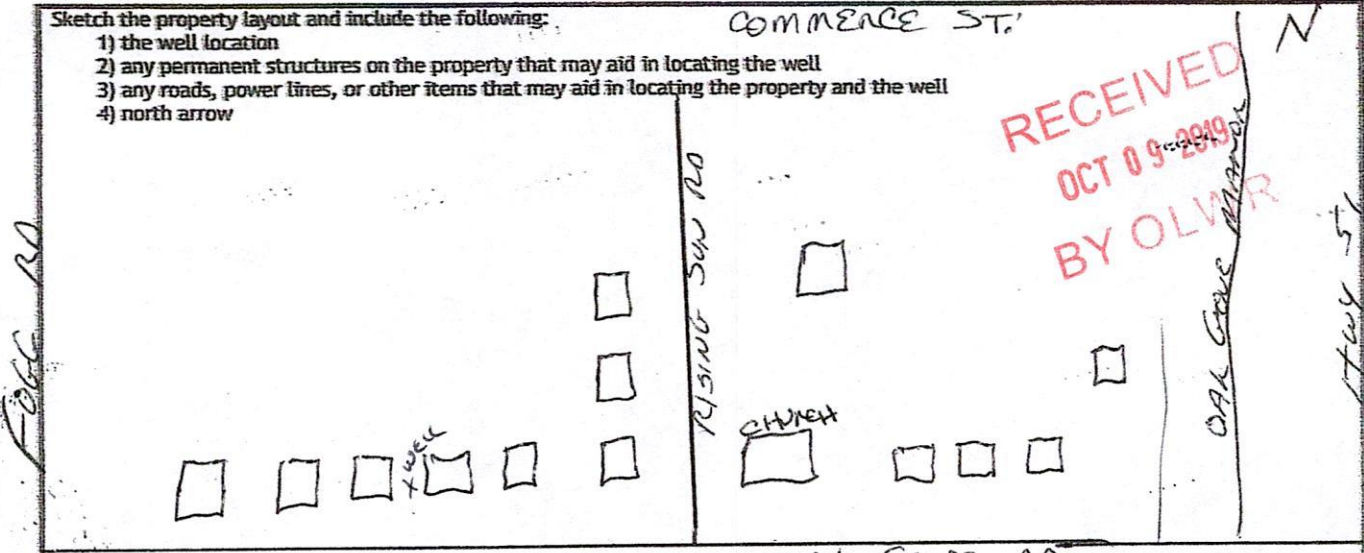 Sketch the property layout and include the following:
1) the well location
2) any permanent structures on the property that may aid in locating the well
3) any roads, power lines, or other items that may aid in locating the property and the well
4) north arrow
COMMERCE ST.
N
RECEIVED
OCT 09 2019
BY OLWR
FOGG RD
RISING SUN RD
OAK GROVE MANOR
HWY 51
X WELL
CHURCH